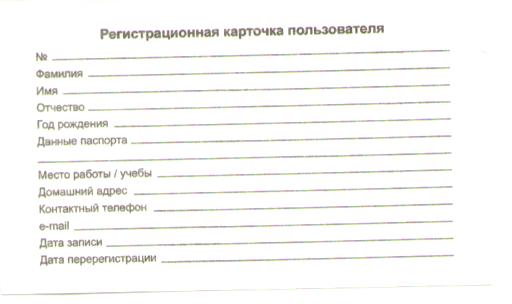 Регистрационная карточка пользователя
№
Фамилия
Имя
Отчество
Год рождения
Данные паспорта
Место работы / учебы
Домашний адрес
Контактный телефон
e-mail
Дата записи
Дата перерегистрации